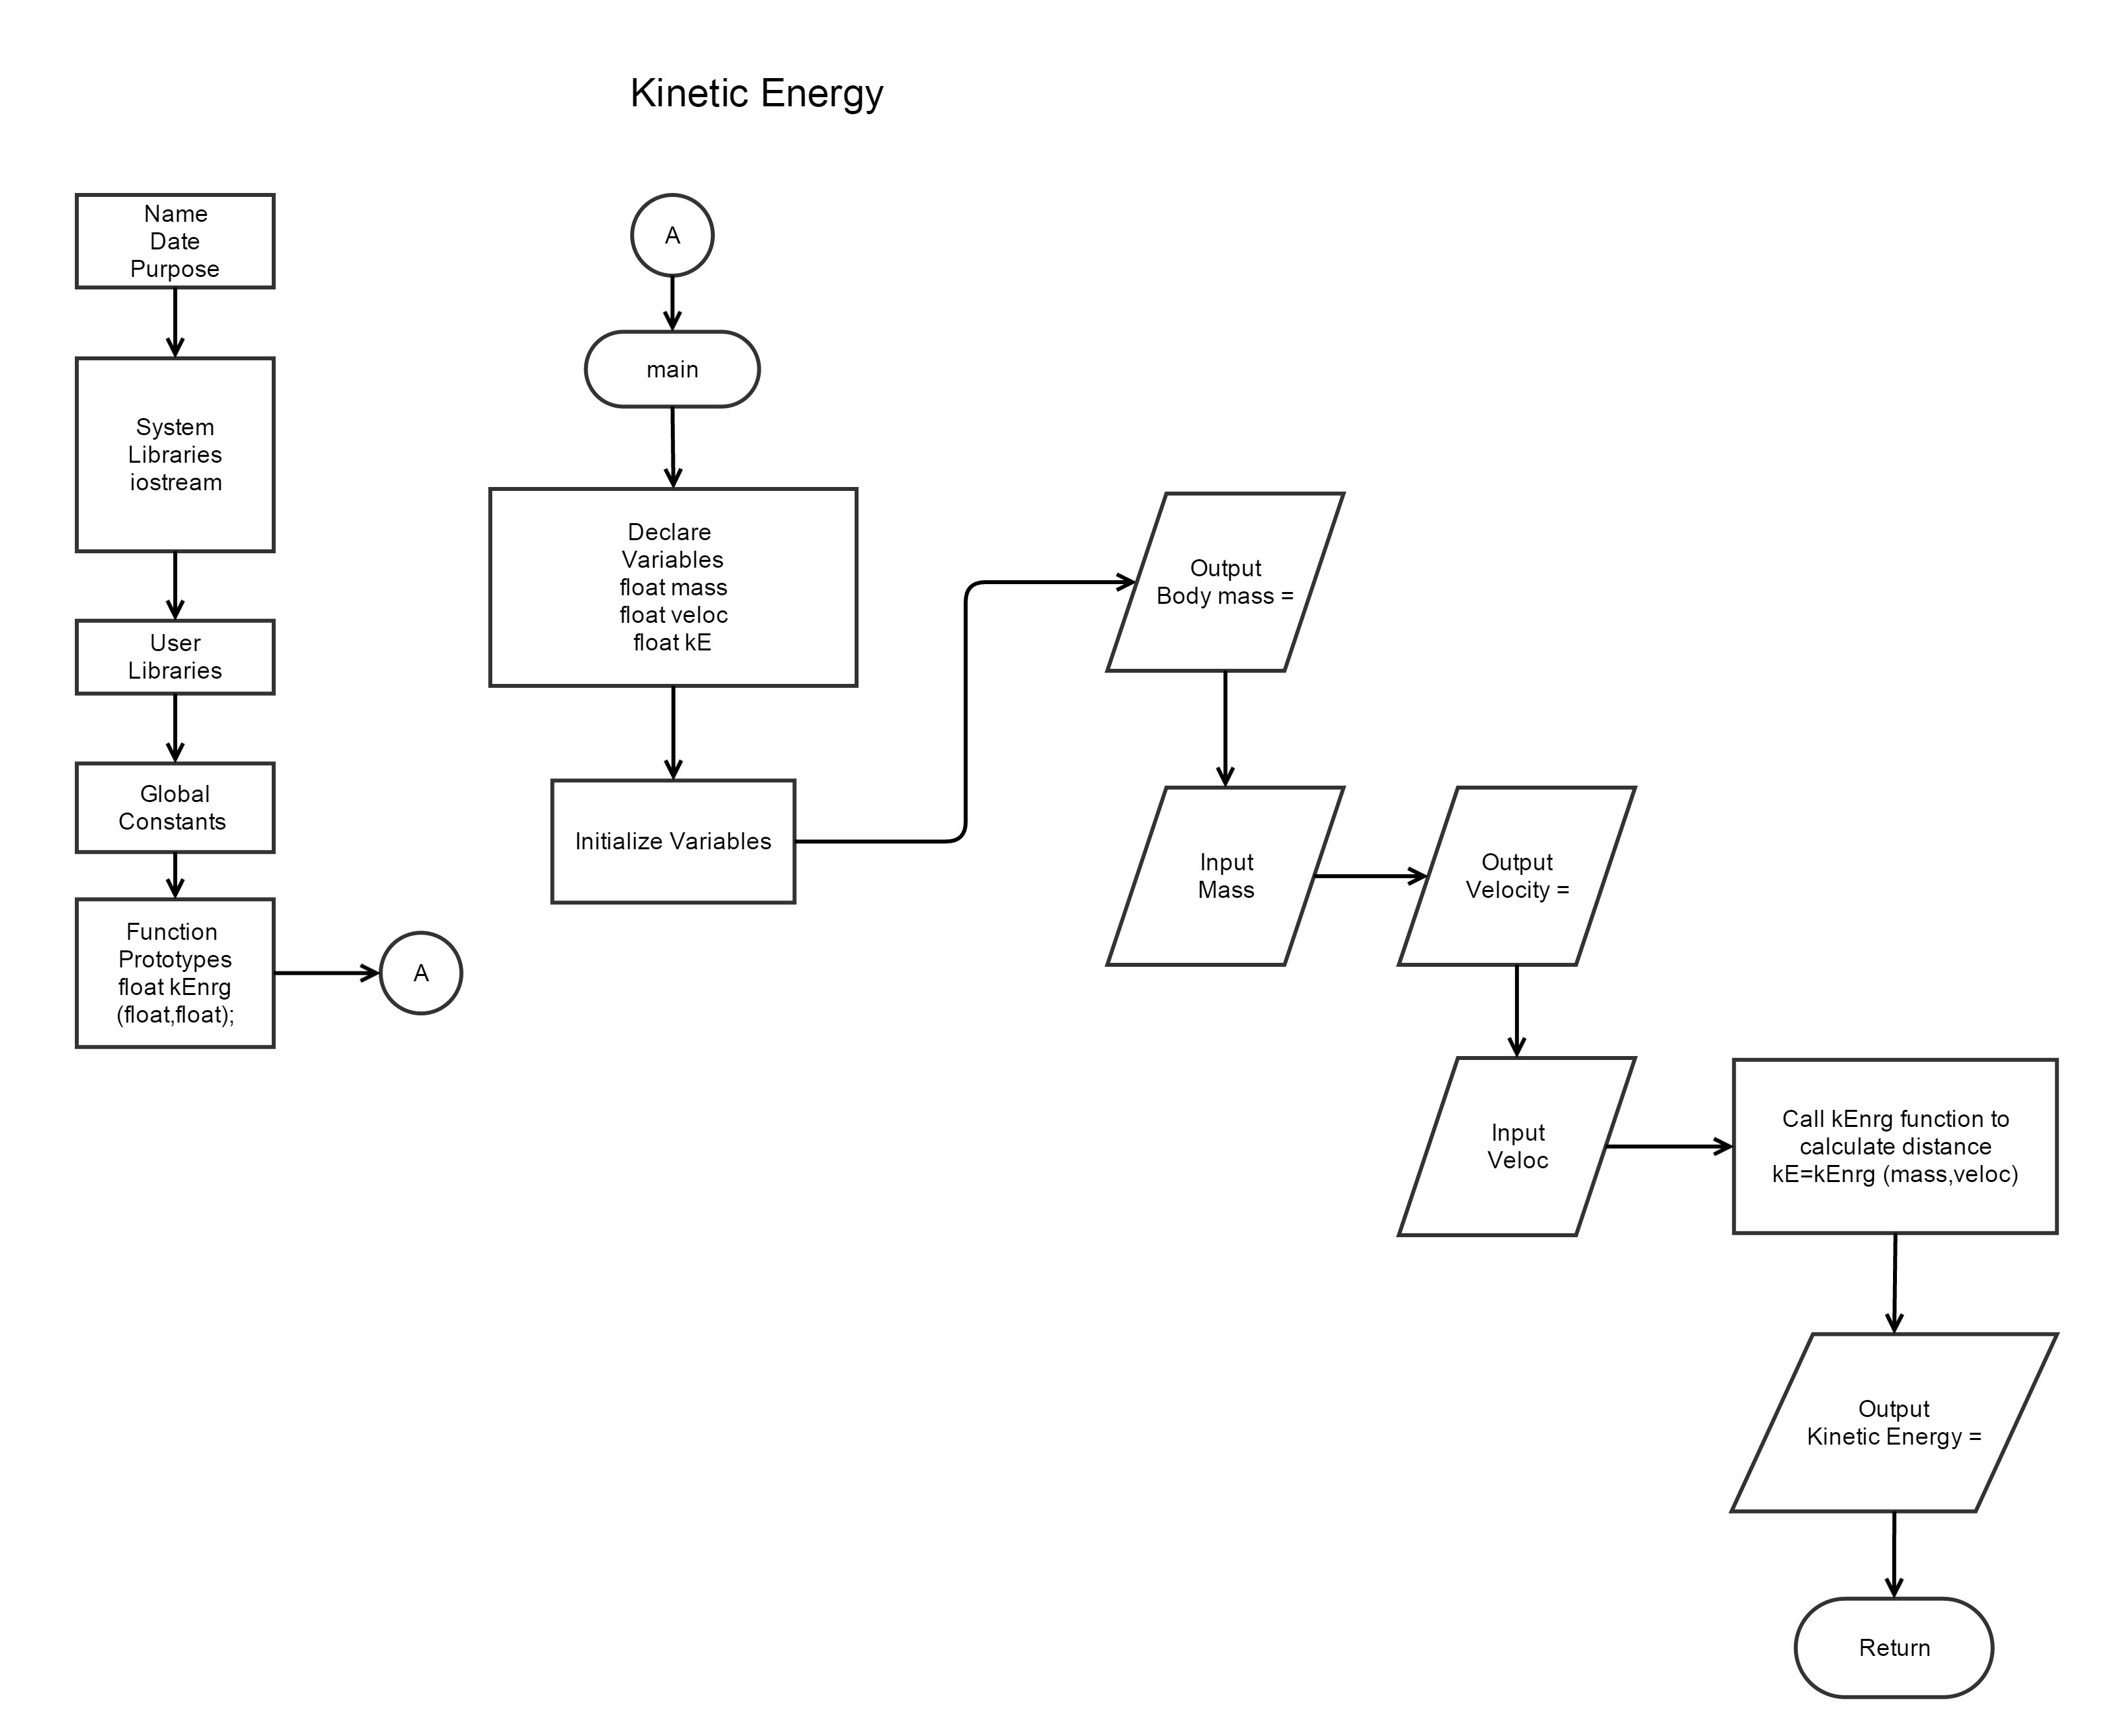 Kinetic Energy
Name
Date
Purpose
System
Libraries
iostream
User
Libraries
Global
Constants
Function
Prototypes
float kEnrg
(float,float);
A
A
main
Declare
Variables
float mass
float veloc
float kE
Initialize Variables
Output
Body mass =
Input
Mass
Output
Velocity =
Input
Veloc
Call kEnrg function to
calculate distance
kE=kEnrg (mass,veloc)
Output
Kinetic Energy =
Return